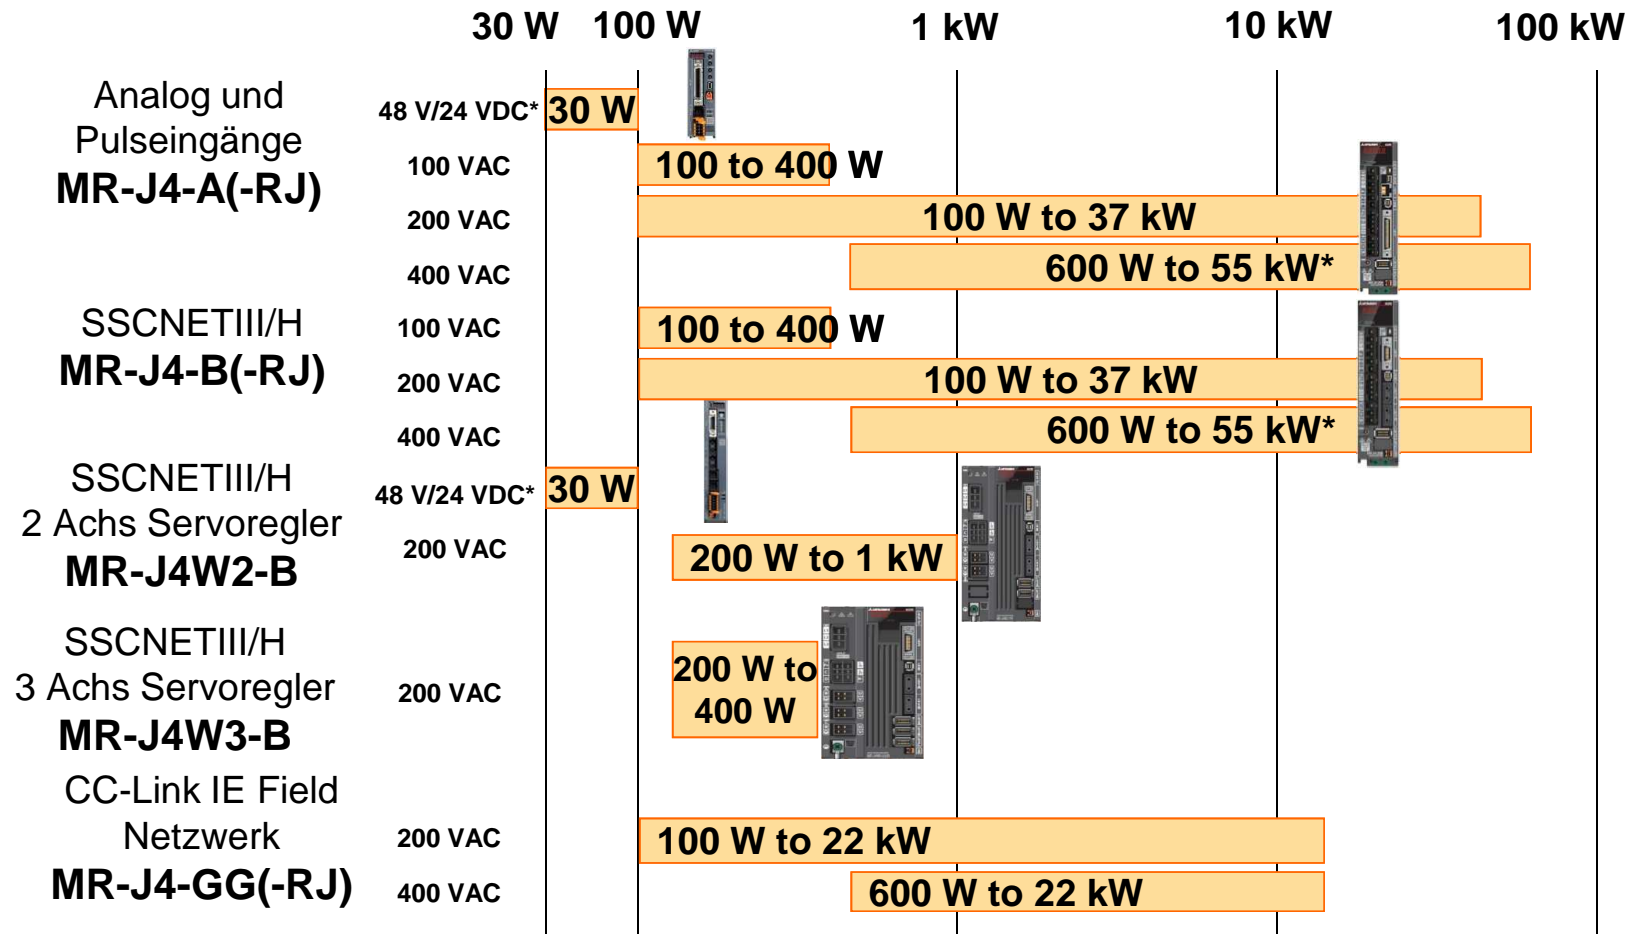 30 W 100 W 1 kW 10 kW 100 kW
Analog und
Pulseingänge
MR-J4-A(-RJ)
48 V/24 VDC* 30 W
100 VAC 100 to 400 W
200 VAC 100 W to 37 kW
400 VAC 600 W to 55 kW*
SSCNETIII/H
MR-J4-B(-RJ)
100 VAC 100 to 400 W
200 VAC 100 W to 37 kW
400 VAC 600 W to 55 kW*
SSCNETIII/H
2 Achs Servoregler
MR-J4W2-B
48 V/24 VDC* 30 W
200 VAC 200 W to 1 kW
SSCNETIII/H
3 Achs Servoregler
MR-J4W3-B
200 VAC
200 W to
400 W
CC-Link IE Field
Netzwerk
MR-J4-GG(-RJ)
200 VAC 100 W to 22 kW
400 VAC 600 W to 22 kW